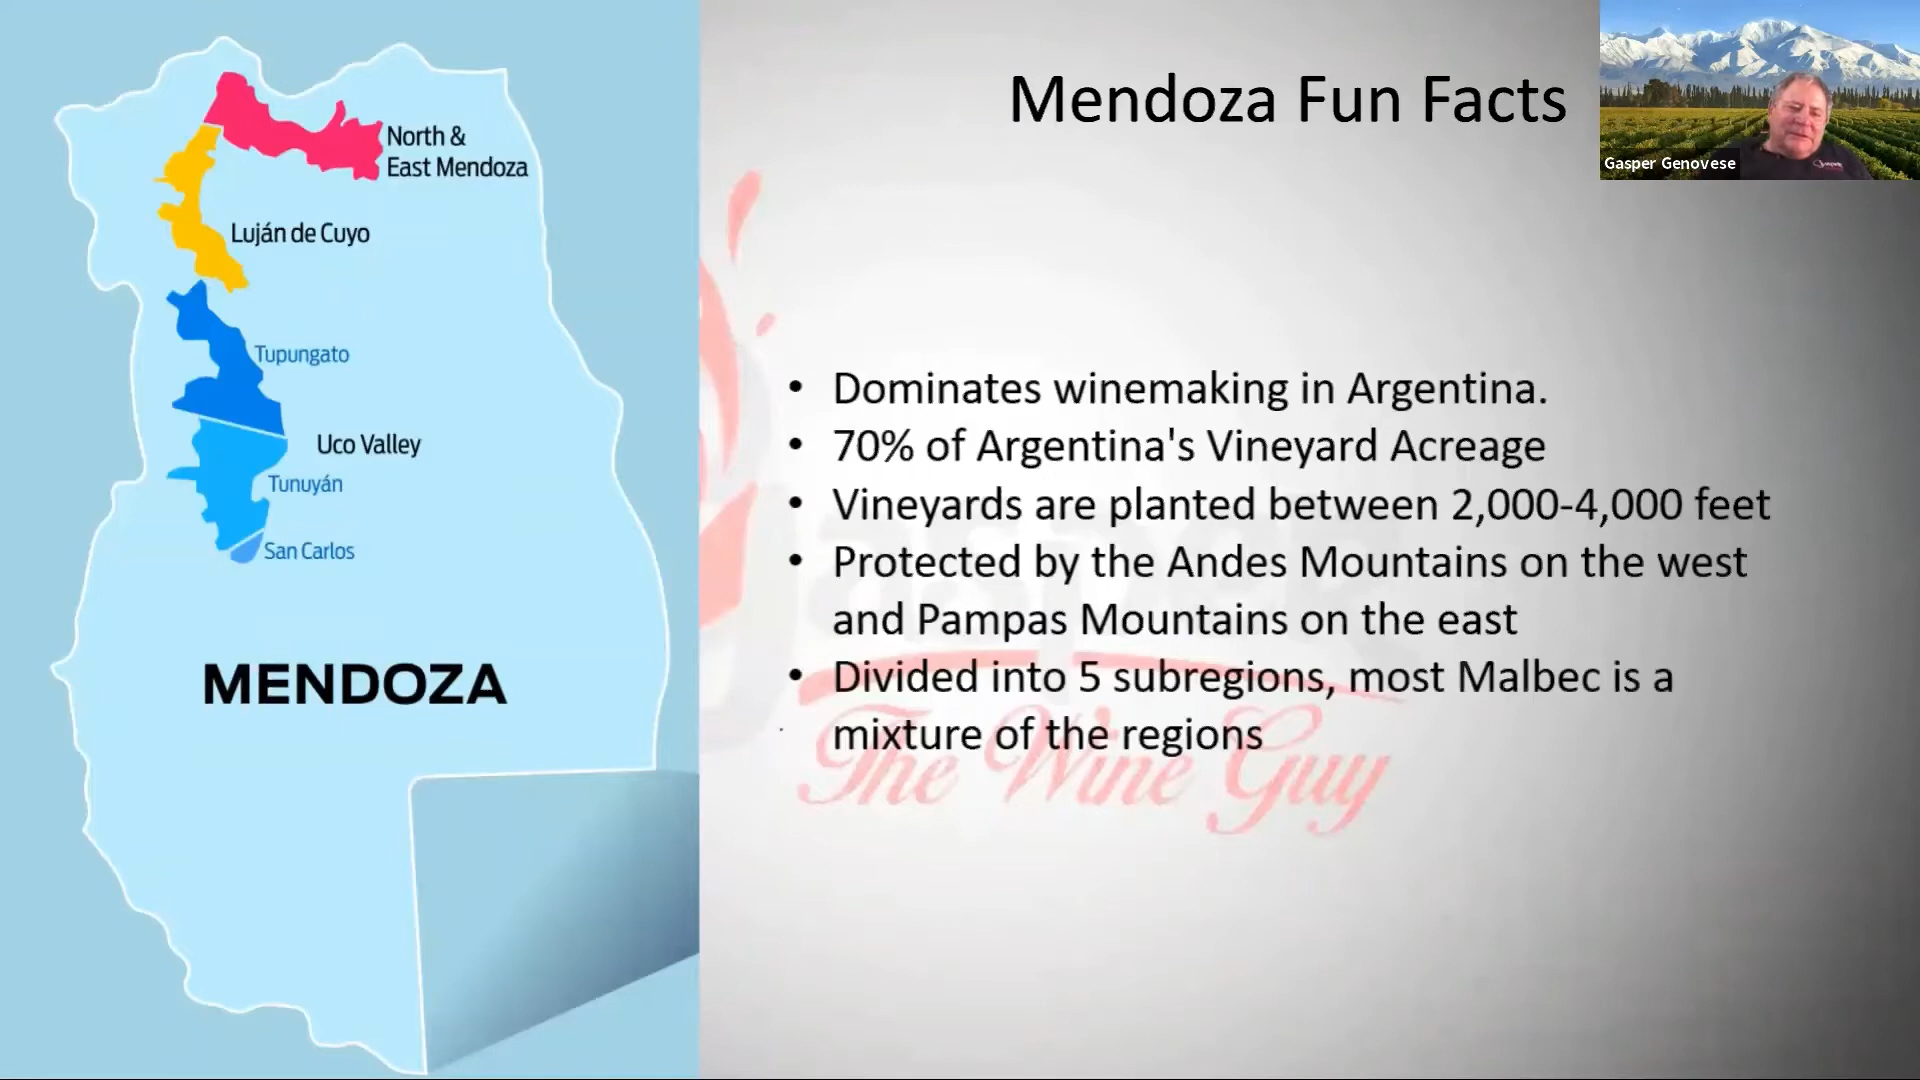 Mendoza Fun Facts
Gasper Genovese
North &
East Mendoza
Luján de Cuyo
Tupungato
Uco Valley
Tunuyán
San Carlos
MENDOZA
• Dominates winemaking in Argentina.
• 70% of Argentina's Vineyard Acreage
• Vineyards are planted between 2,000-4,000 feet
• Protected by the Andes Mountains on the west
and Pampas Mountains on the east
• Divided into 5 subregions, most Malbec is a
mixture of the regions
The Wine Guy